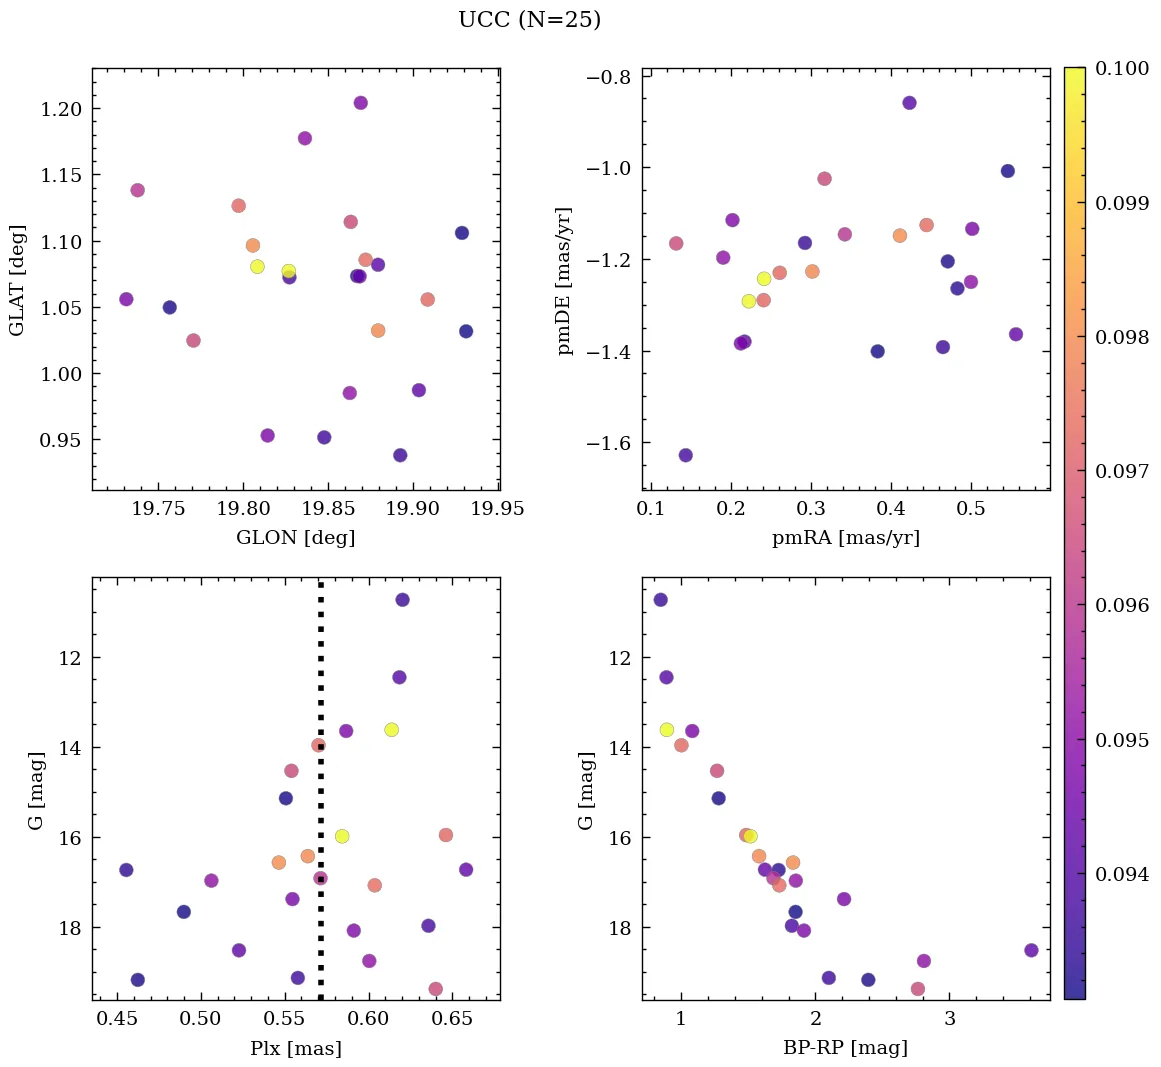 UCC (N=25)
1.20
1.15
1.10
1.05
1.00
0.95
GLAT [deg]
19.75 19.80 19.85 19.90 19.95
GLON [deg]
−0.8
−1.0
−1.2
−1.4
−1.6
pmDE [mas/yr]
0.1 0.2 0.3 0.4 0.5
pmRA [mas/yr]
12
14
16
18
G [mag]
0.45 0.50 0.55 0.60 0.65
Plx [mas]
12
14
16
18
G [mag]
1 2 3
BP-RP [mag]
0.100
0.099
0.098
0.097
0.096
0.095
0.094